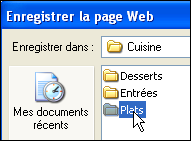 Enregistrer la page Web
Enregistrer dans : Cuisine
Desserts
Entrées
Plats
Mes documents
récents